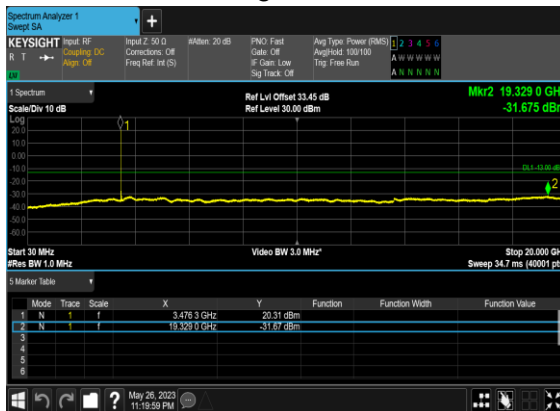 Spectrum Analyzer 1
Swept SA
+
KEYSIGHT Input: RF Input Z: 50 Ω #Atten: 20 dB PNO: Fast Avg Type: Power (RMS) 1 2 3 4 5 6
R T Coupling: DC Corrections: Off Gate: Off Avg|Hold: 100/100 A W W W W W
Align: Off Freq Ref: Int (S) IF Gain: Low Trig: Free Run A N N N N N
Sig Track: Off
1 Spectrum Ref Lvl Offset 33.45 dB Mkr2 19.329 0 GH
Scale/Div 10 dB Ref Level 30.00 dBm -31.675 dB
Log
20.0 1
10.0
0.00
-10.0 DL1 -13.00 dB
-20.0 2
-30.0
-40.0
-50.0
-60.0
Start 30 MHz Video BW 3.0 MHz* Stop 20.000 GH
#Res BW 1.0 MHz Sweep 34.7 ms (40001 pt
5 Marker Table
Mode Trace Scale X Y Function Function Width Function Value
1 N 1 f 3.476 3 GHz 20.31 dBm
2 N 1 f 19.329 0 GHz -31.67 dBm
3
4
5
6
? May 26, 2023
11:19:59 PM